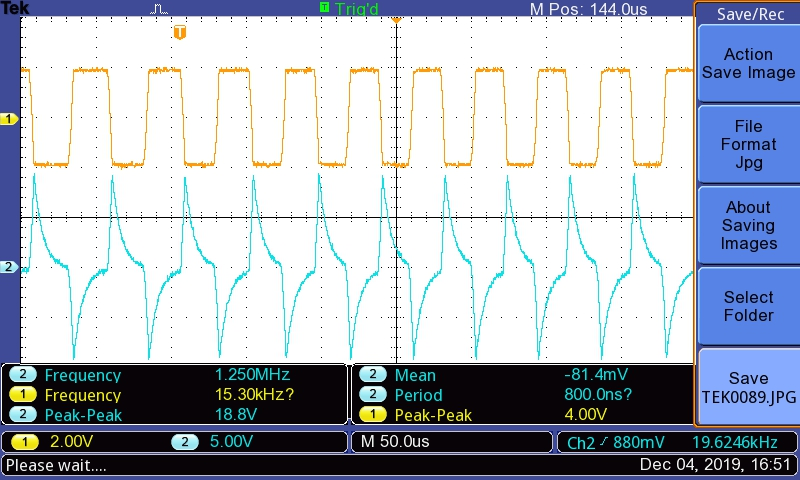 Tek
T Trig'd
M Pos: 144.0us
Save/Rec
T
Action
Save Image
1
File
Format
Jpg
About
Saving
Images
2
Select
Folder
2 Frequency 1.250MHz
1 Frequency 15.30kHz?
2 Peak-Peak 18.8V
2 Mean -81.4mV
2 Period 800.0ns?
1 Peak-Peak 4.00V
Save
TEK0089.JPG
1 2.00V 2 5.00V M 50.0us Ch2 / 880mV 19.6246kHz
Please wait.... Dec 04, 2019, 16:51